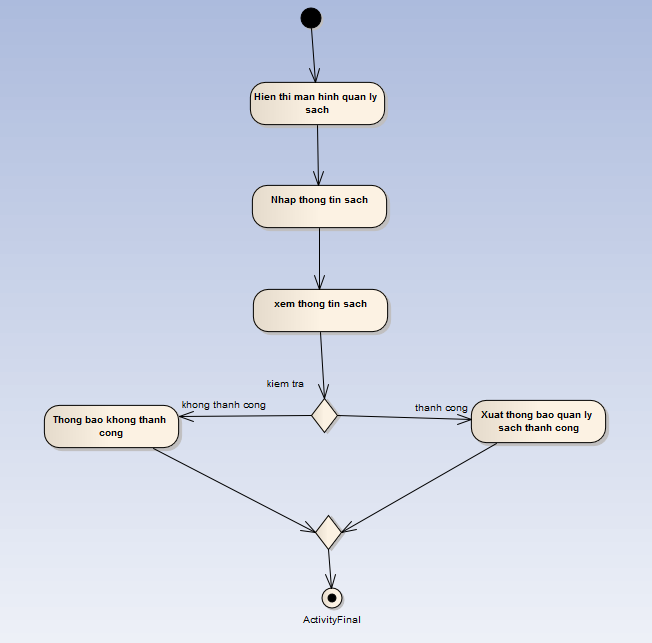 Hien thi man hinh quan ly
sach
Nhap thong tin sach
xem thong tin sach
kiem tra
khong thanh cong
thanh cong
Thong bao khong thanh
cong
Xuat thong bao quan ly
sach thanh cong
ActivityFinal